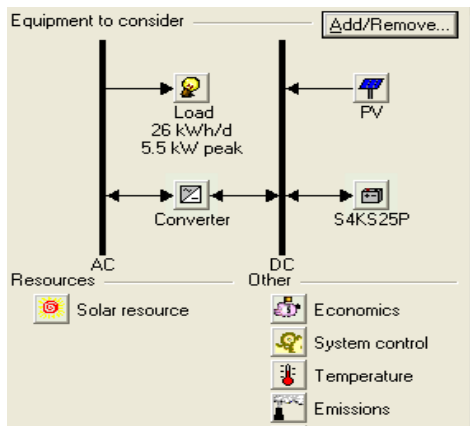 Equipment to consider
Add/Remove...
Load
26 kWh/d
5.5 kW peak
PV
Converter
S4KS25P
AC
DC
Resources
Other
Solar resource
Economics
System control
Temperature
Emissions